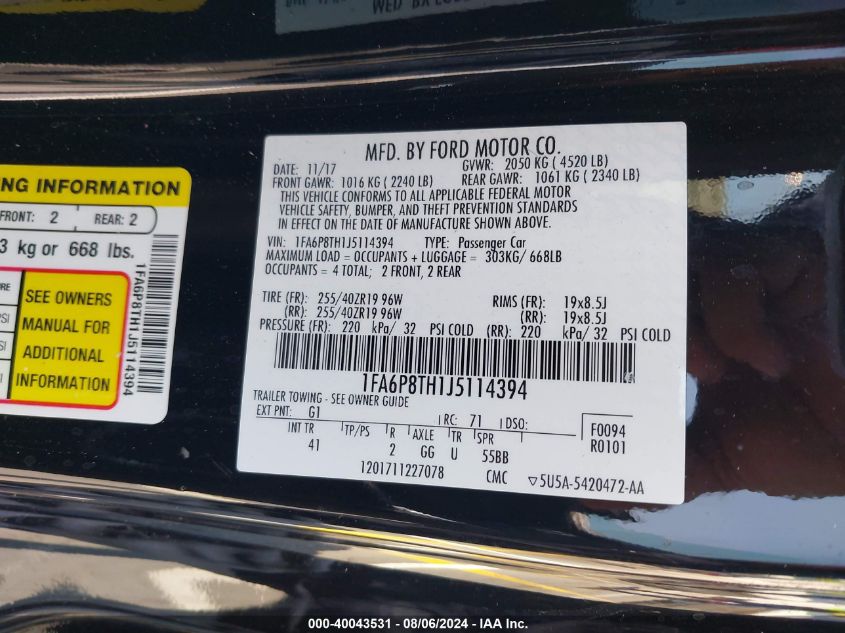 WED
NG INFORMATION
FRONT: 2 REAR: 2
3 kg or 668 lbs.
SEE OWNERS
MANUAL FOR
ADDITIONAL
INFORMATION
1FA6P8TH1J5114394
MFD. BY FORD MOTOR CO.
DATE: 11/17 GVWR: 2050 KG ( 4520 LB)
FRONT GAWR: 1016 KG ( 2240 LB) REAR GAWR: 1061 KG ( 2340 LB)
THIS VEHICLE CONFORMS TO ALL APPLICABLE FEDERAL MOTOR
VEHICLE SAFETY, BUMPER, AND THEFT PREVENTION STANDARDS
IN EFFECT ON THE DATE OF MANUFACTURE SHOWN ABOVE.
VIN: 1FA6P8TH1J5114394 TYPE: Passenger Car
MAXIMUM LOAD = OCCUPANTS + LUGGAGE = 303KG/ 668LB
OCCUPANTS = 4 TOTAL; 2 FRONT, 2 REAR
TIRE (FR): 255/40ZR19 96W RIMS (FR): 19x8.5J
(RR): 255/40ZR19 96W (RR): 19x8.5J
PRESSURE (FR): 220 kPa/ 32 PSI COLD (RR): 220 kPa/ 32 PSI COLD
1FA6P8TH1J5114394
TRAILER TOWING - SEE OWNER GUIDE
EXT PNT: G1 RC: 71 DSO: F0094
INT TR TP/PS R AXLE TR SPR R0101
41 2 GG U 55BB
1201711227078 CMC ▽5U5A-5420472-AA
000-40043531 - 08/06/2024 - COPYRIGHT IAA, Inc.